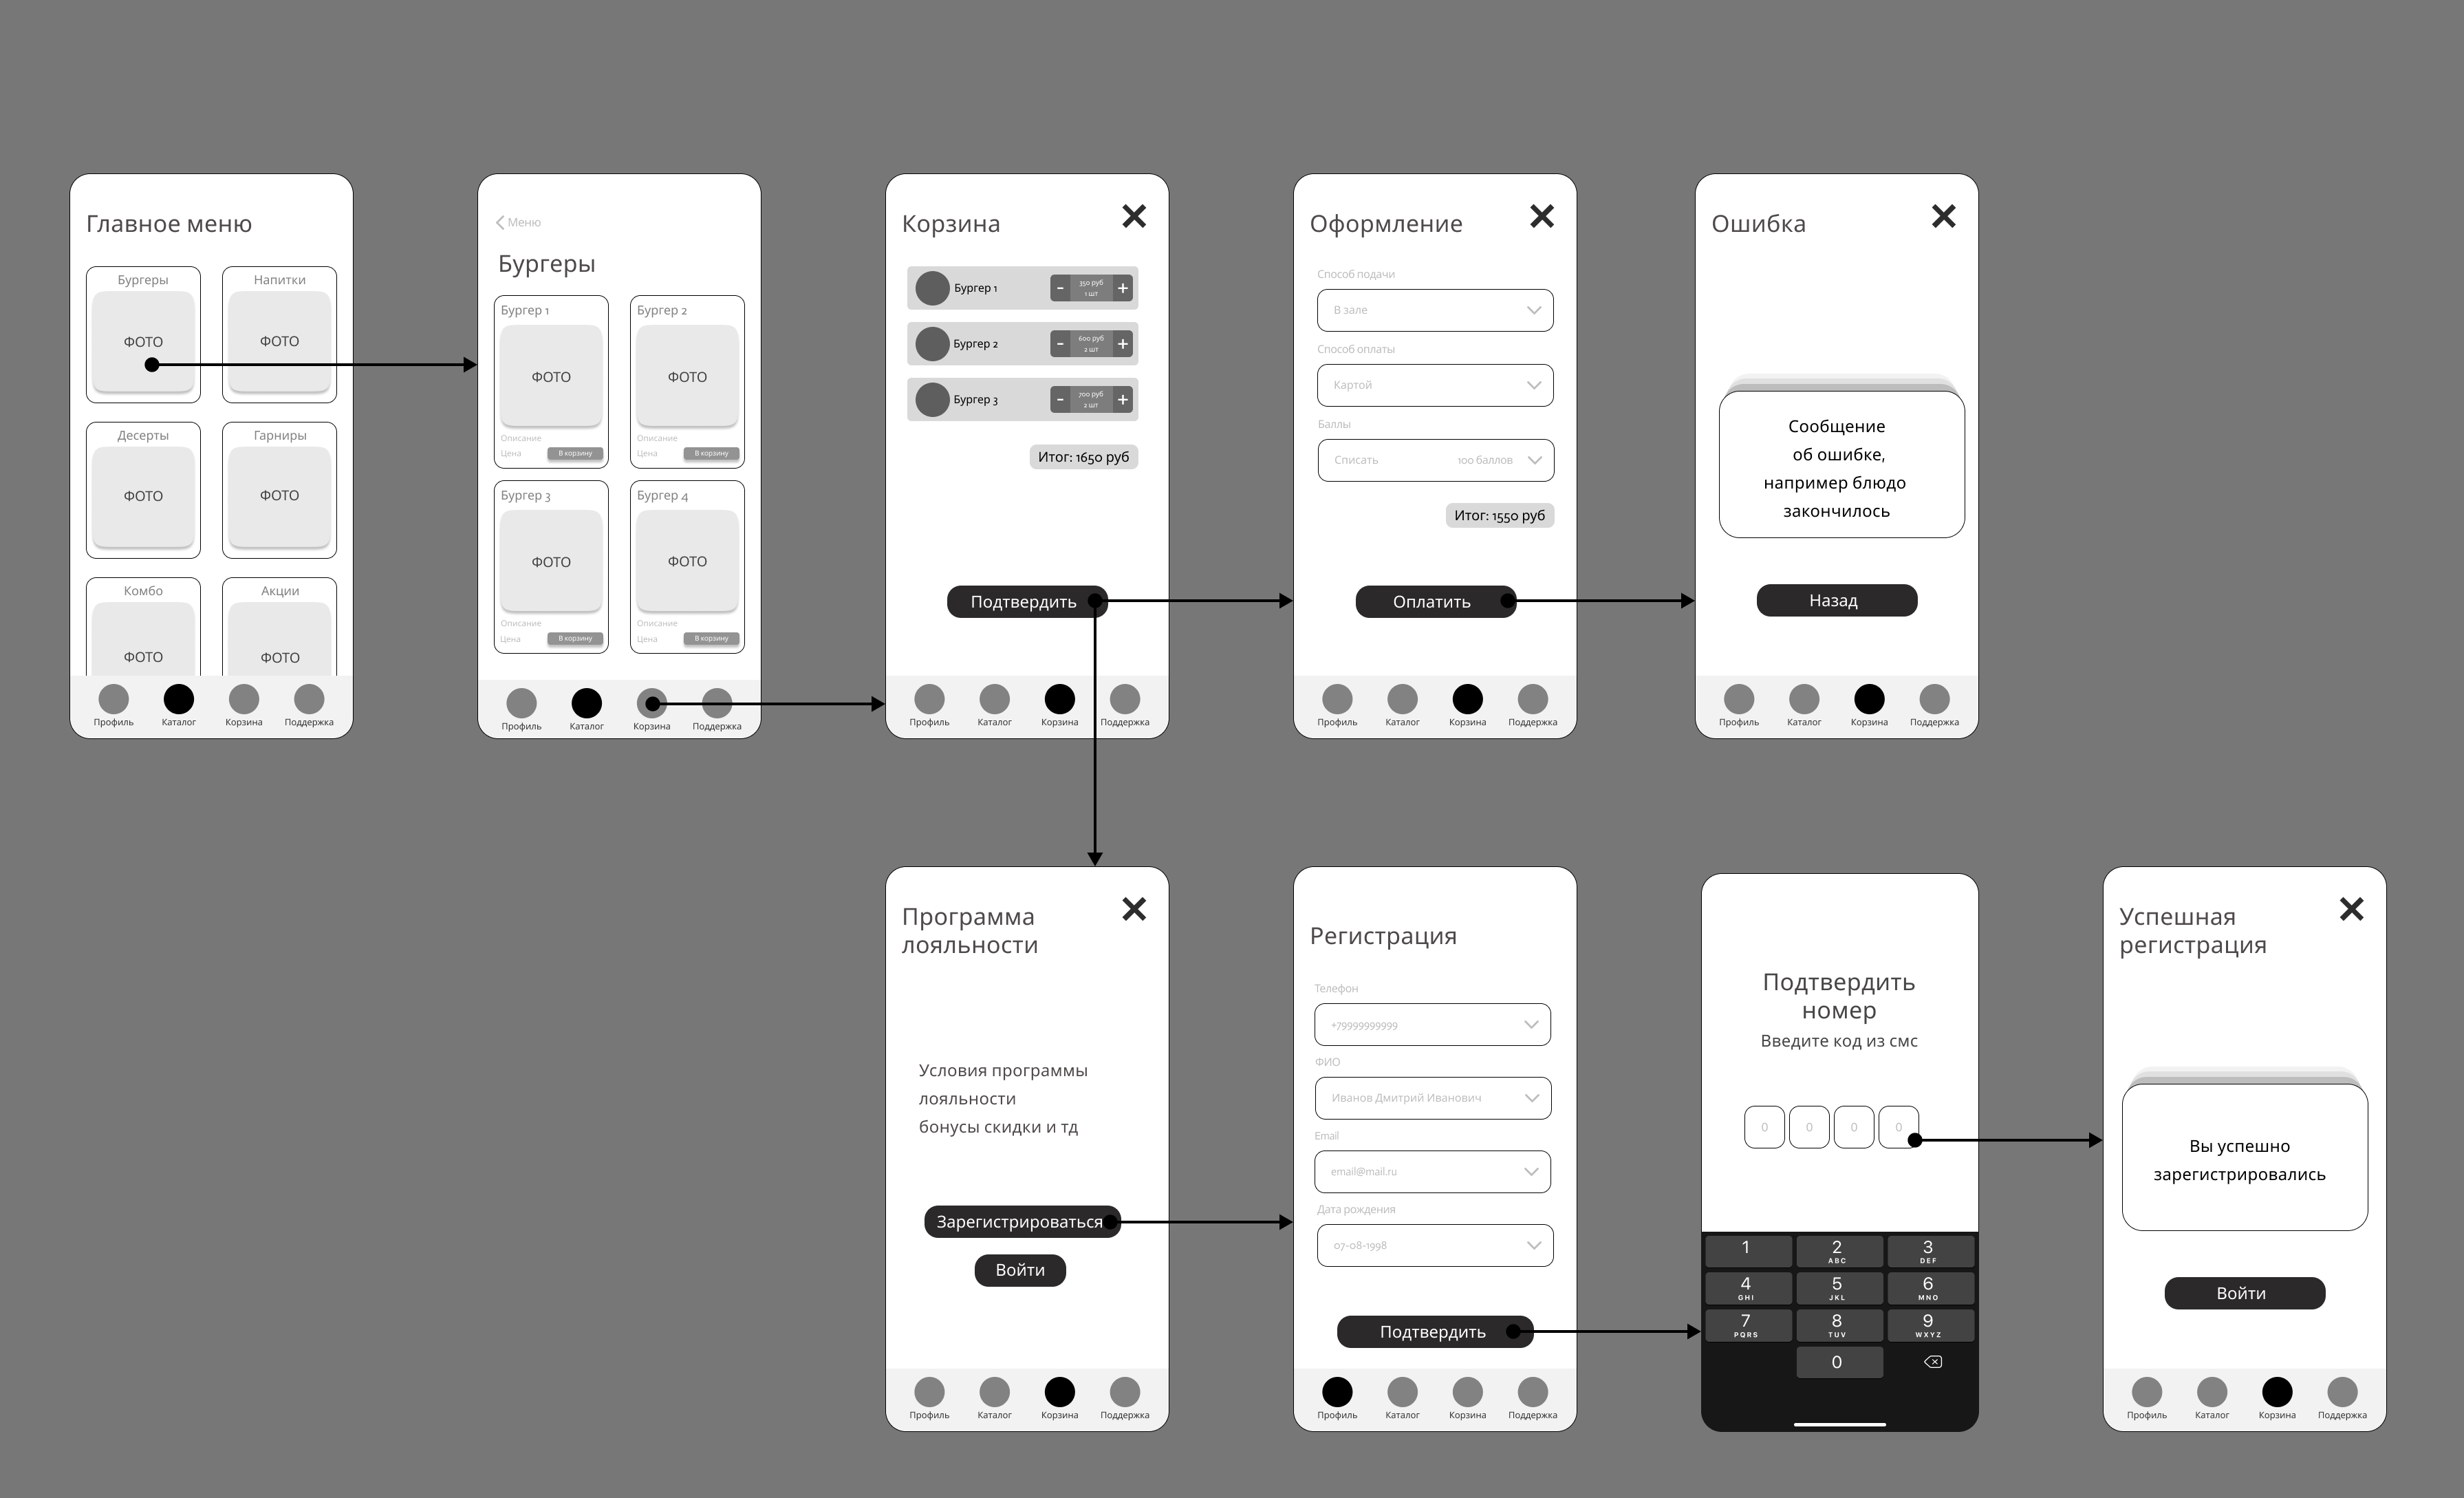 Главное меню
Бургеры
Напитки
ФОТО
ФОТО
Десерты
Гарниры
ФОТО
ФОТО
Комбо
Акции
ФОТО
ФОТО
Профиль
Каталог
Корзина
Поддержка
Меню
Бургеры
Бургер 1
Бургер 2
ФОТО
ФОТО
Описание
Описание
Цена
В корзину
Цена
В корзину
Бургер 3
Бургер 4
ФОТО
ФОТО
Описание
Описание
Цена
В корзину
Цена
В корзину
Профиль
Каталог
Корзина
Поддержка
Корзина
Бургер 1
-
350 руб
1 шт
+
Бургер 2
-
600 руб
2 шт
+
Бургер 3
-
700 руб
2 шт
+
Итог: 1650 руб
Подтвердить
Профиль
Каталог
Корзина
Поддержка
Оформление
Способ подачи
В зале
Способ оплаты
Картой
Баллы
Списать
100 баллов
Итог: 1550 руб
Оплатить
Профиль
Каталог
Корзина
Поддержка
Ошибка
Сообщение
об ошибке,
например блюдо
закончилось
Назад
Профиль
Каталог
Корзина
Поддержка
Программа
лояльности
Условия программы
лояльности
бонусы скидки и тд
Зарегистрироваться
Войти
Профиль
Каталог
Корзина
Поддержка
Регистрация
Телефон
+79999999999
ФИО
Иванов Дмитрий Иванович
Email
email@mail.ru
Дата рождения
07-08-1998
Подтвердить
Профиль
Каталог
Корзина
Поддержка
Подтвердить
номер
Введите код из смс
0 0 0 0
1
2
ABC
3
DEF
4
GHI
5
JKL
6
MNO
7
PQRS
8
TUV
9
WXYZ
0
Успешная
регистрация
Вы успешно
зарегистрировались
Войти
Профиль
Каталог
Корзина
Поддержка